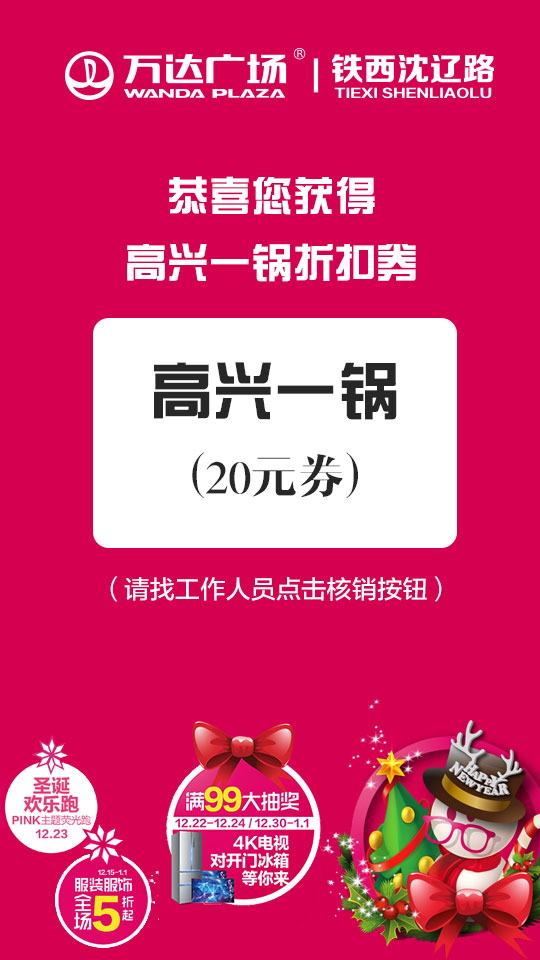 万达广场® | 铁西沈辽路
WANDA PLAZA TIEXI SHENLIAOLU
恭喜您获得
高兴一锅折扣券
高兴一锅
(20元券)
（请找工作人员点击核销按钮）
圣诞
欢乐跑
PINK主题荧光跑
12.23
12.15-1.1
服装服饰
全场5折起
满99大抽奖
12.22-12.24 / 12.30-1.1
4K电视
对开门冰箱
等你来
HAPPY
NEW YEAR